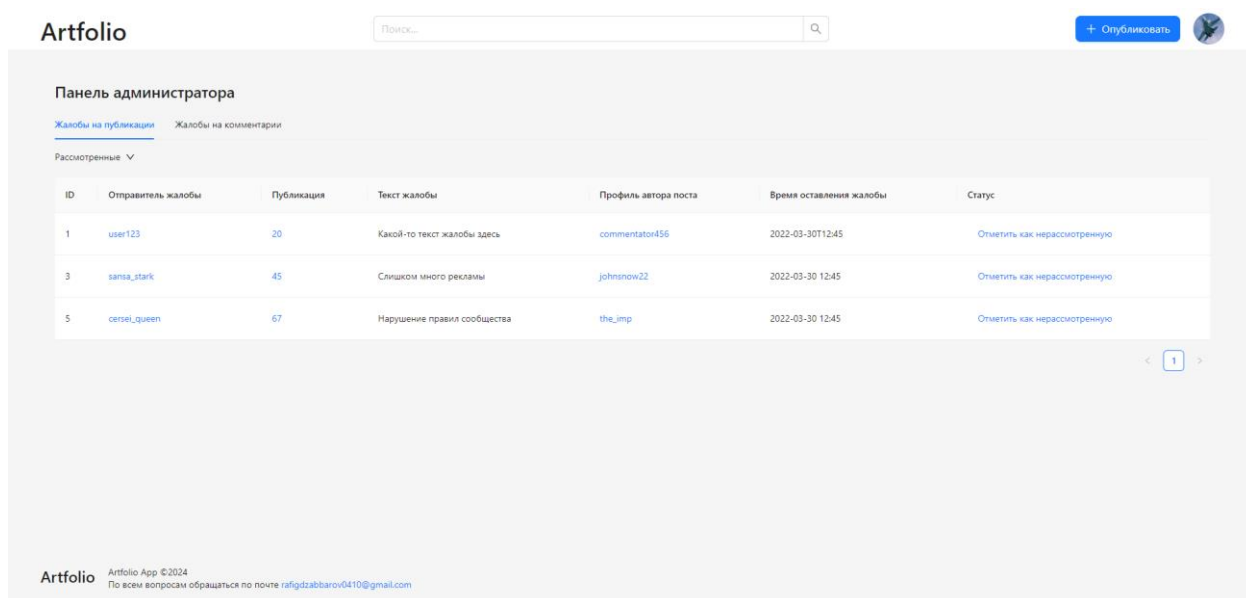 Artfolio Поиск... + Опубликовать
Панель администратора
Жалобы на публикации Жалобы на комментарии
Рассмотренные
ID Отправитель жалобы Публикация Текст жалобы Профиль автора поста Время оставления жалобы Статус
1 user123 20 Какой-то текст жалобы здесь commentator456 2022-03-30T12:45 Отметить как нерассмотренную
3 sansa_stark 45 Слишком много рекламы johnsnow22 2022-03-30 12:45 Отметить как нерассмотренную
5 cersei_queen 67 Нарушение правил сообщества the_imp 2022-03-30 12:45 Отметить как нерассмотренную
< 1 >
Artfolio Artfolio App ©2024
По всем вопросам обращаться по почте rafigdzabbarov0410@gmail.com